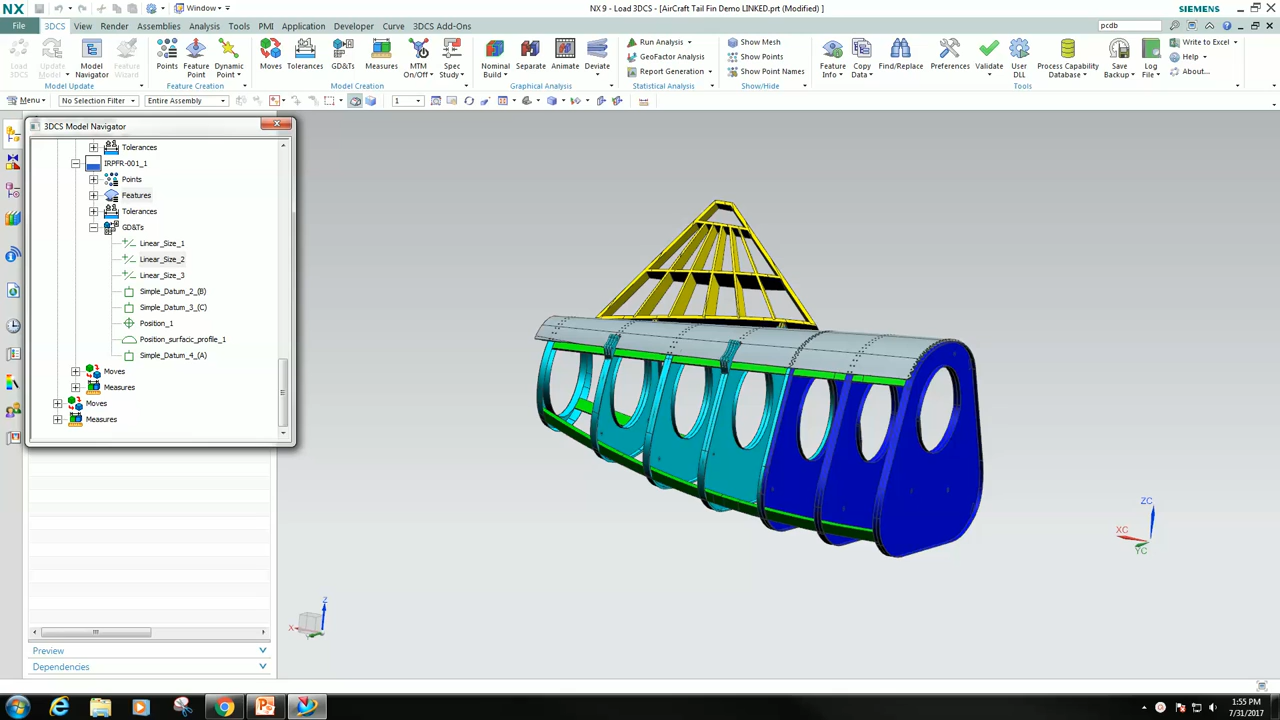 NX Window NX 9 - Load 3DCS - [AirCraft Tail Fin Demo LINKED.prt (Modified) ] SIEMENS
File 3DCS View Render Assemblies Analysis Tools PMI Application Developer Curve 3DCS Add-Ons pcdb
Load 3DCS Update Model Model Navigator Feature Wizard Points Feature Point Dynamic Point Moves Tolerances GD&Ts Measures MTM On/Off Spec Study Nominal Build Separate Animate Deviate Run Analysis GeoFactor Analysis Report Generation Show Mesh Show Points Show Point Names Feature Info Copy Data Find/Replace Preferences Validate User DLL Process Capability Database Save Backup Log File Write to Excel Help About...
Model Update Feature Creation Model Creation Graphical Analysis Statistical Analysis Show/Hide Tools
Menu No Selection Filter Entire Assembly 1
3DCS Model Navigator
Tolerances
IRPFR-001_1
Points
Features
Tolerances
GD&Ts
Linear_Size_1
Linear_Size_2
Linear_Size_3
Simple_Datum_2_(B)
Simple_Datum_3_(C)
Position_1
Position_surfacic_profile_1
Simple_Datum_4_(A)
Moves
Measures
Moves
Measures
ZC
XC
YC
Z
X
Preview
Dependencies
1:55 PM
7/31/2017